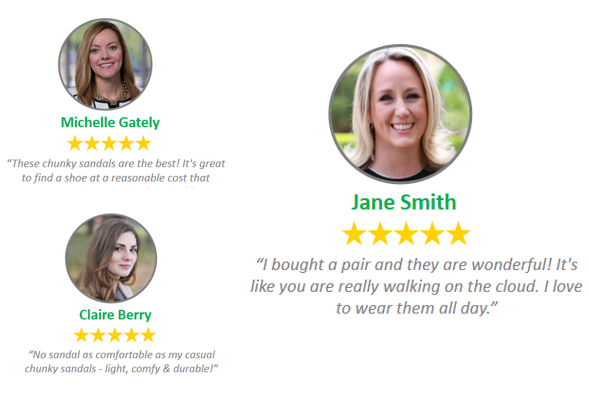 Michelle Gately
“These chunky sandals are the best! It's great
to find a shoe at a reasonable cost that
Claire Berry
“No sandal as comfortable as my casual
chunky sandals - light, comfy & durable!”
Jane Smith
“I bought a pair and they are wonderful! It's
like you are really walking on the cloud. I love
to wear them all day.”